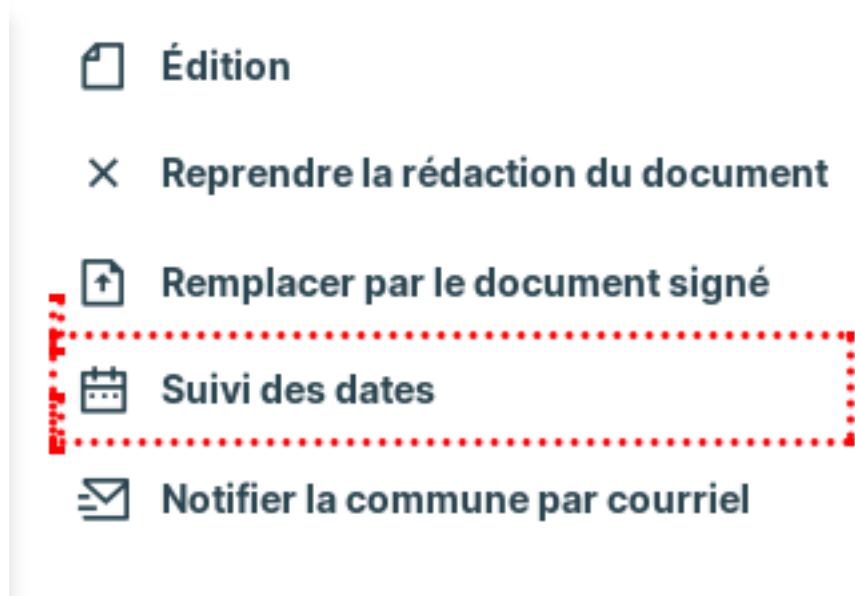 Édition
Reprendre la rédaction du document
Remplacer par le document signé
Suivi des dates
Notifier la commune par courriel